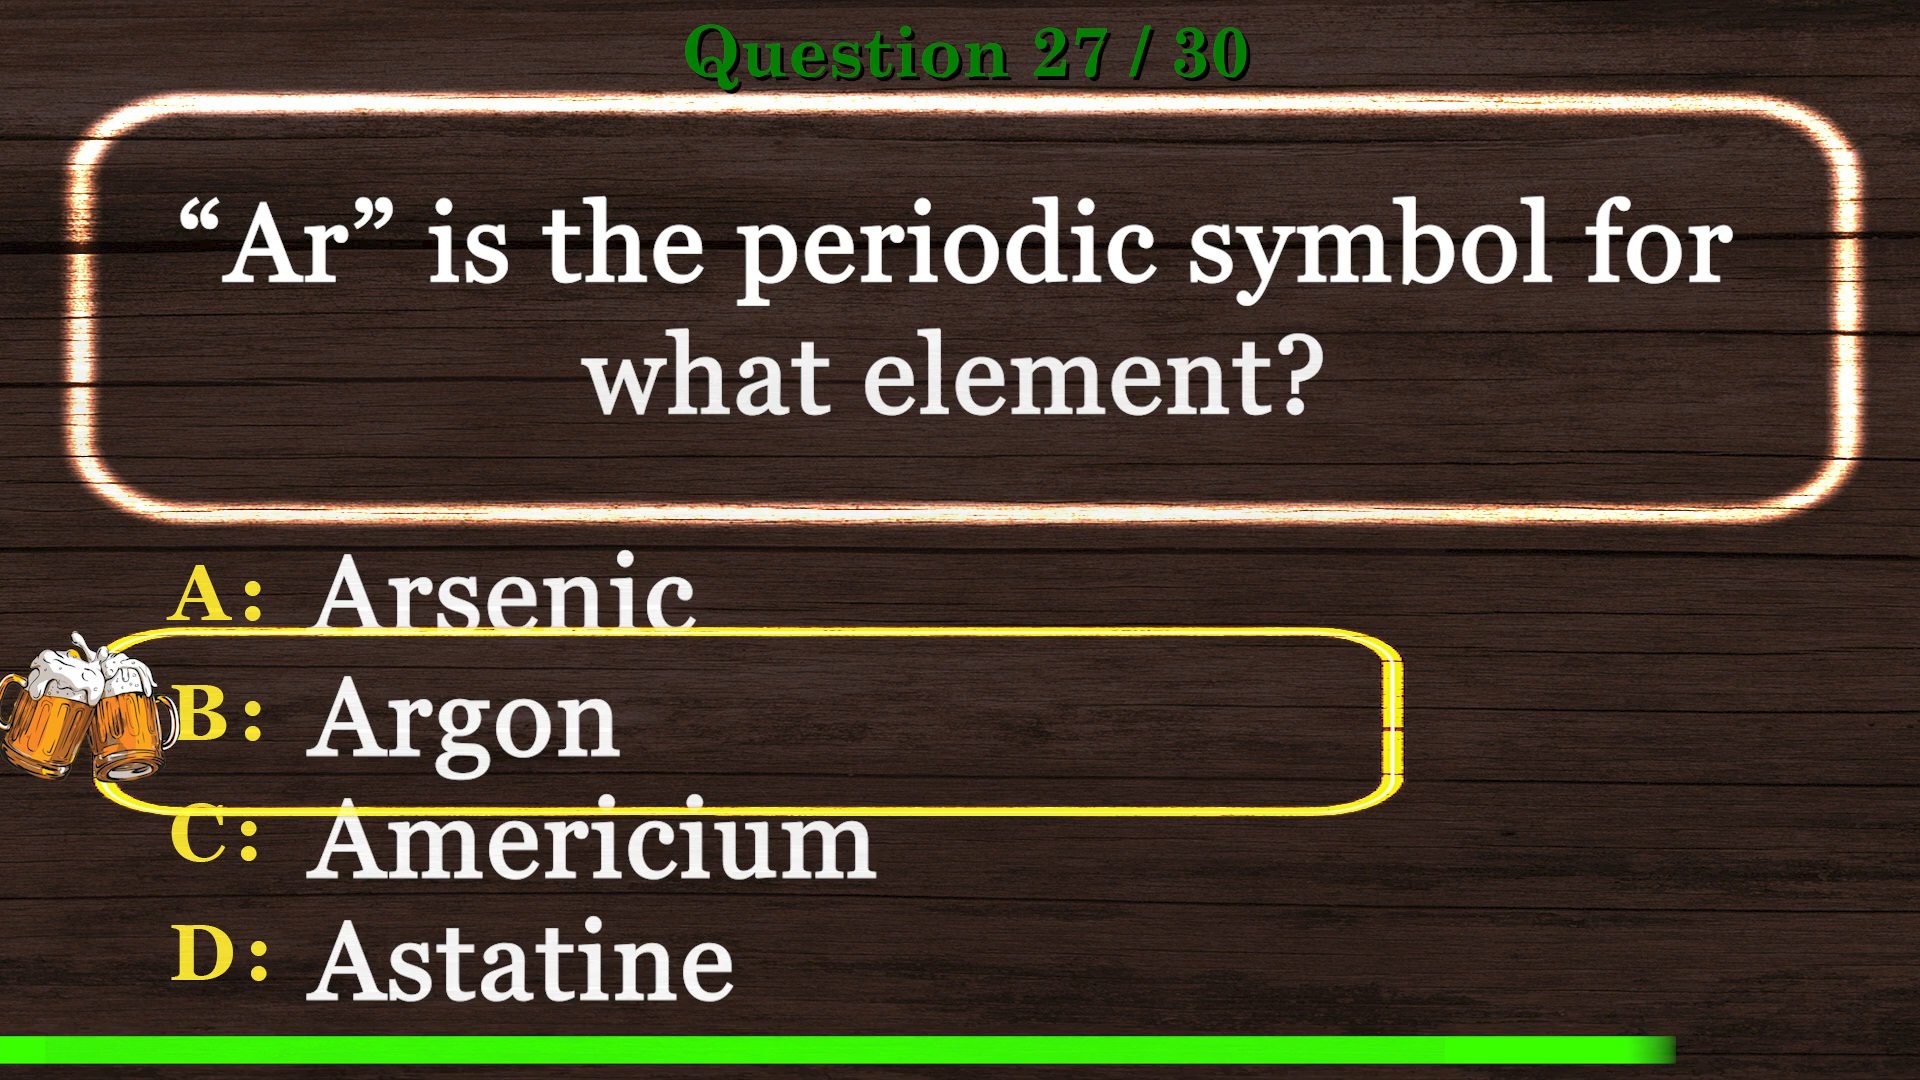 Question 27 / 30
“Ar” is the periodic symbol for
what element?
A: Arsenic
B: Argon
C: Americium
D: Astatine